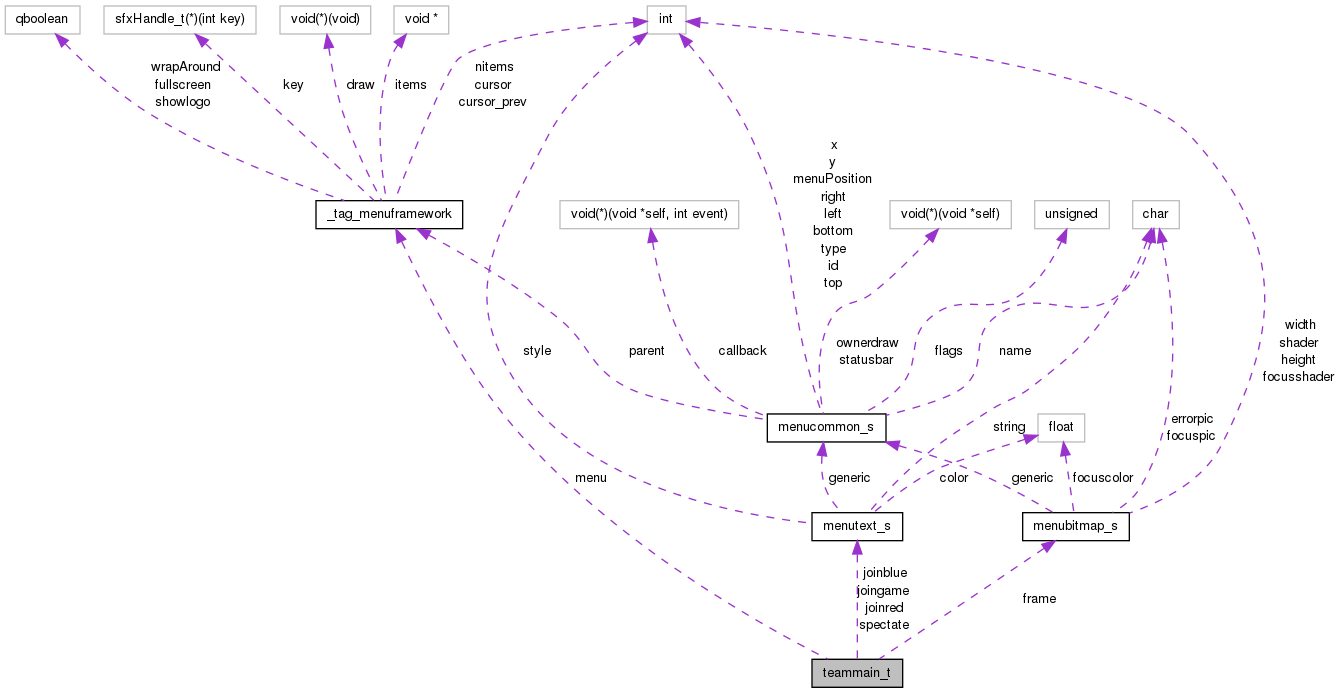 qboolean
sfxHandle_t(*)(int key)
void(*)(void)
void *
int
wrapAround
fullscreen
showlogo
key
draw
items
nitems
cursor
cursor_prev
x
y
menuPosition
right
left
bottom
type
id
top
_tag_menuframework
void(*)(void *self, int event)
void(*)(void *self)
unsigned
char
style
parent
callback
ownerdraw
statusbar
flags
name
width
shader
height
focusshader
menucommon_s
string
float
errorpic
focuspic
menu
generic
color
generic
focuscolor
menutext_s
menubitmap_s
joinblue
joingame
joinred
spectate
frame
teammain_t